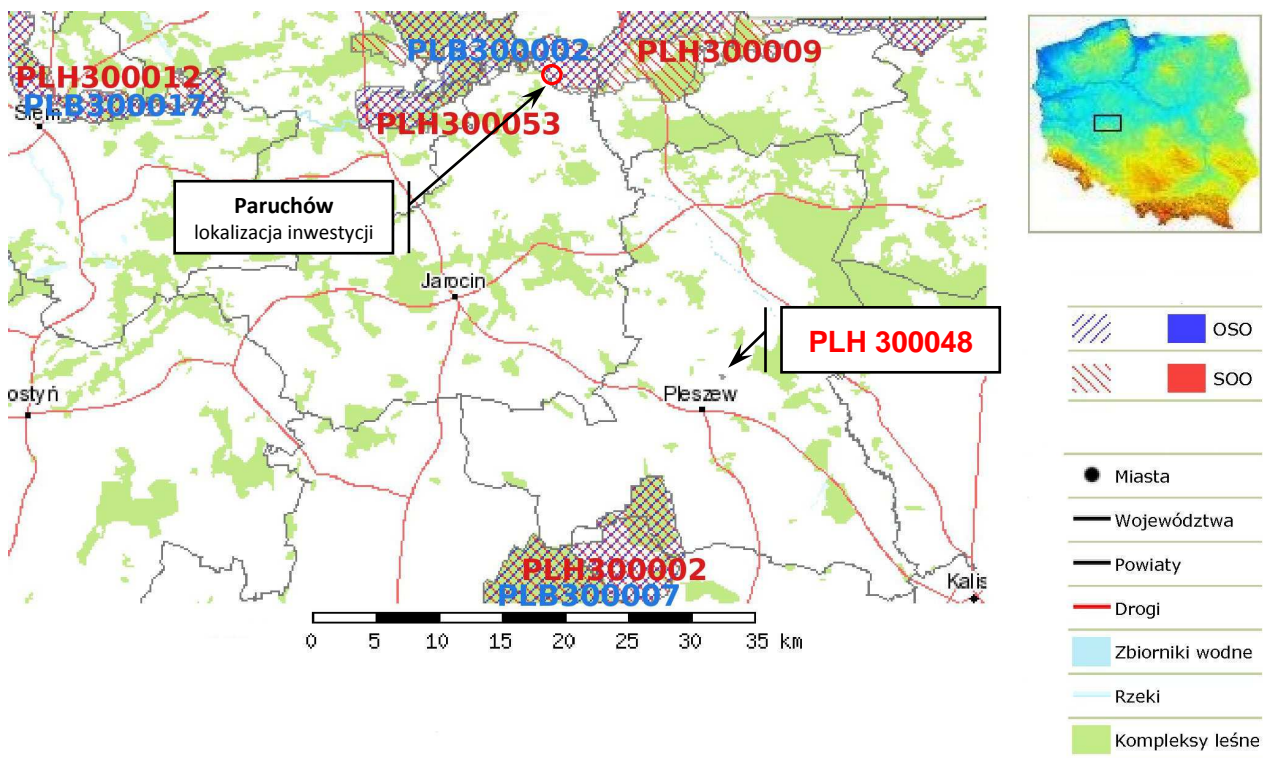 PLB300002
PLH300009
PLH300012
PLB300017
Siem
PLH300053
Paruchów
lokalizacja inwestycji
Jarocin
PLH 300048
ostyń
Pleszew
PLH300002
PLB300007
Kalis
0 5 10 15 20 25 30 35 km
OSO
SOO
Miasta
Województwa
Powiaty
Drogi
Zbiorniki wodne
Rzeki
Kompleksy leśne